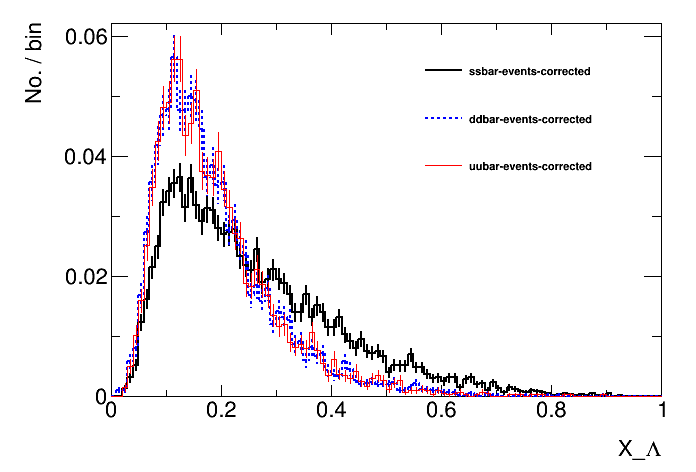 No. / bin
0.06
0.04
0.02
0
ssbar-events-corrected
ddbar-events-corrected
uubar-events-corrected
0 0.2 0.4 0.6 0.8 1
X_Λ